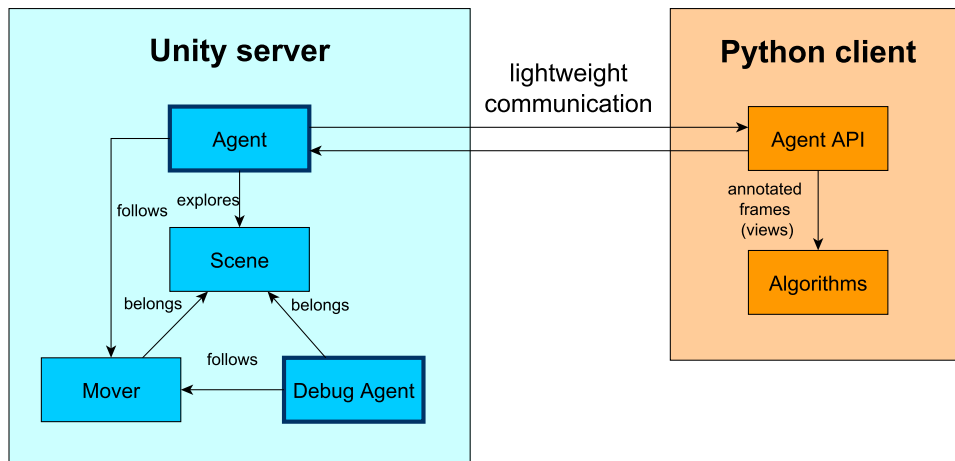 Unity server
Python client
lightweight
communication
Agent
Agent API
explores
follows
annotated
frames
(views)
Scene
Algorithms
belongs
belongs
follows
Mover
Debug Agent